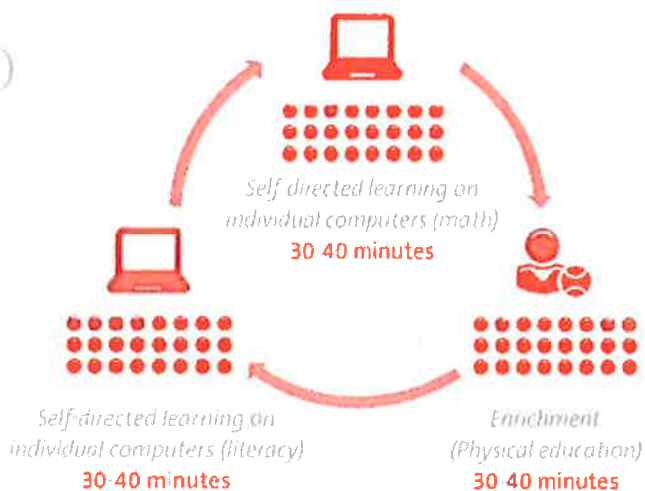 )
Self directed learning on
individual computers (math)
30-40 minutes
Self-directed learning on
individual computers (literacy)
30-40 minutes
Enrichment
(Physical education)
30-40 minutes